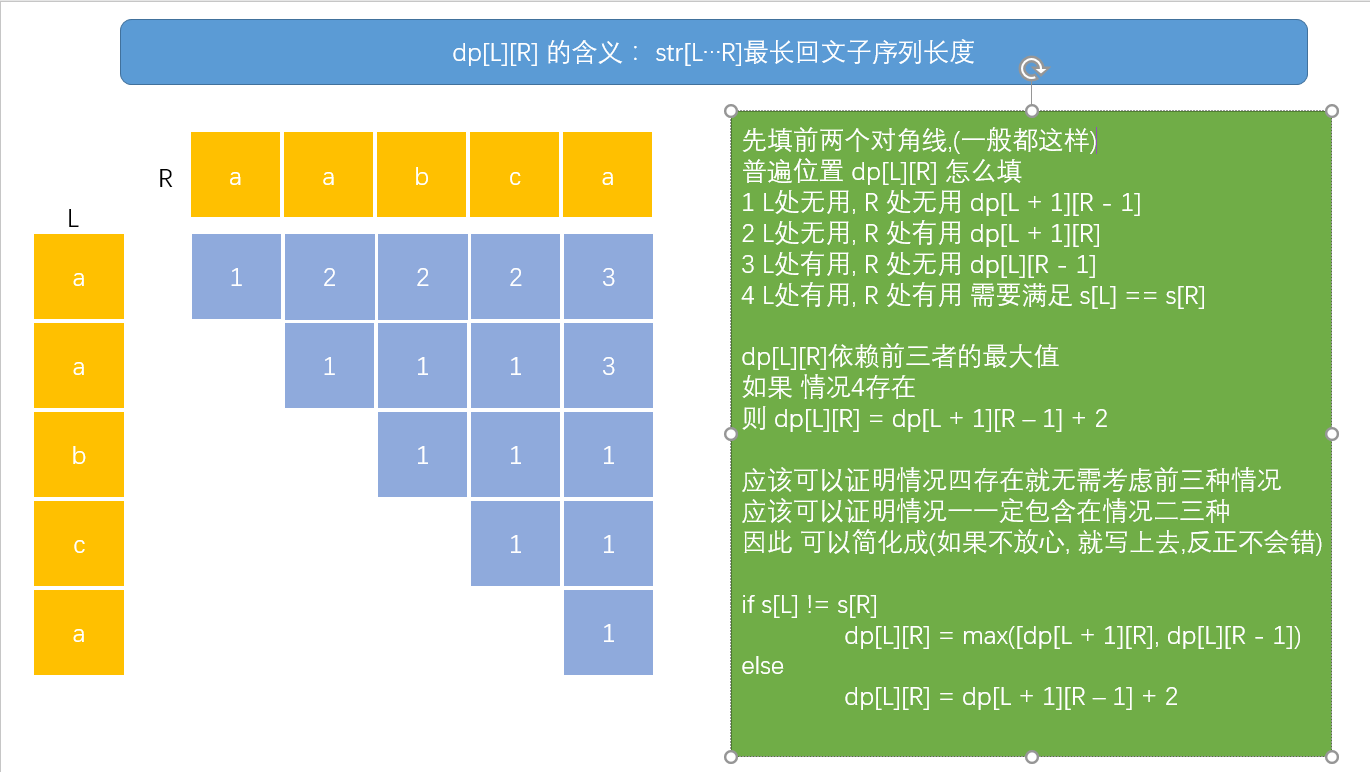 dp[L][R] 的含义： str[L…R]最长回文子序列长度
R a a b c a
L
a 1 2 2 2 3
a 1 1 1 3
b 1 1 1
c 1 1
a 1
先填前两个对角线,(一般都这样)
普遍位置 dp[L][R] 怎么填
1 L处无用, R 处无用 dp[L + 1][R - 1]
2 L处无用, R 处有用 dp[L + 1][R]
3 L处有用, R 处无用 dp[L][R - 1]
4 L处有用, R 处有用 需要满足 s[L] == s[R]
dp[L][R]依赖前三者的最大值
如果 情况4存在
则 dp[L][R] = dp[L + 1][R – 1] + 2
应该可以证明情况四存在就无需考虑前三种情况
应该可以证明情况一一定包含在情况二三种
因此 可以简化成(如果不放心, 就写上去,反正不会错)
if s[L] != s[R]
dp[L][R] = max([dp[L + 1][R], dp[L][R - 1])
else
dp[L][R] = dp[L + 1][R – 1] + 2